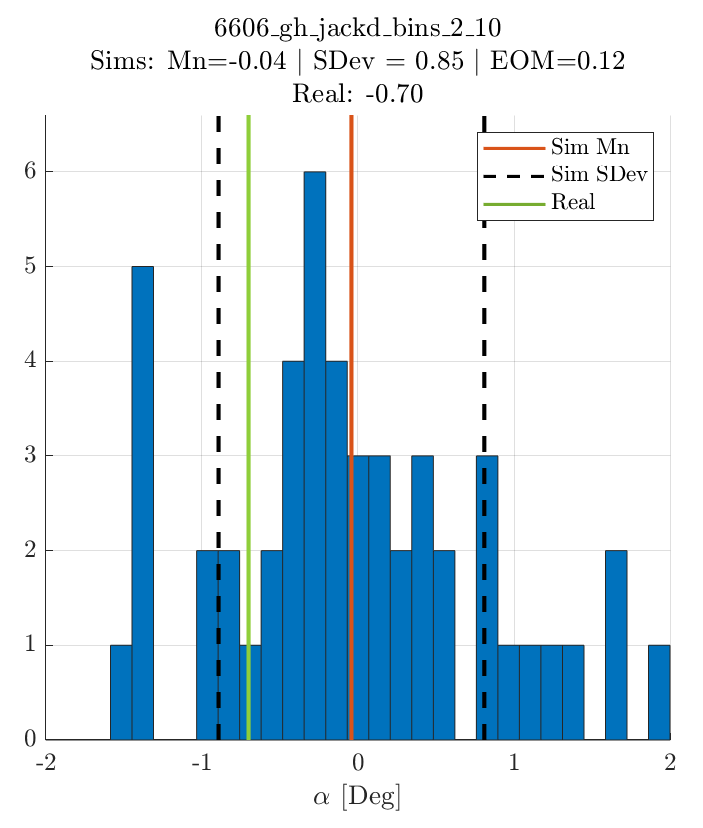 6606_gh_jackd_bins_2_10
Sims: Mn=-0.04 | SDev = 0.85 | EOM=0.12
Real: -0.70
Sim Mn
Sim SDev
Real
6
5
4
3
2
1
0
-2 -1 0 1 2
α [Deg]